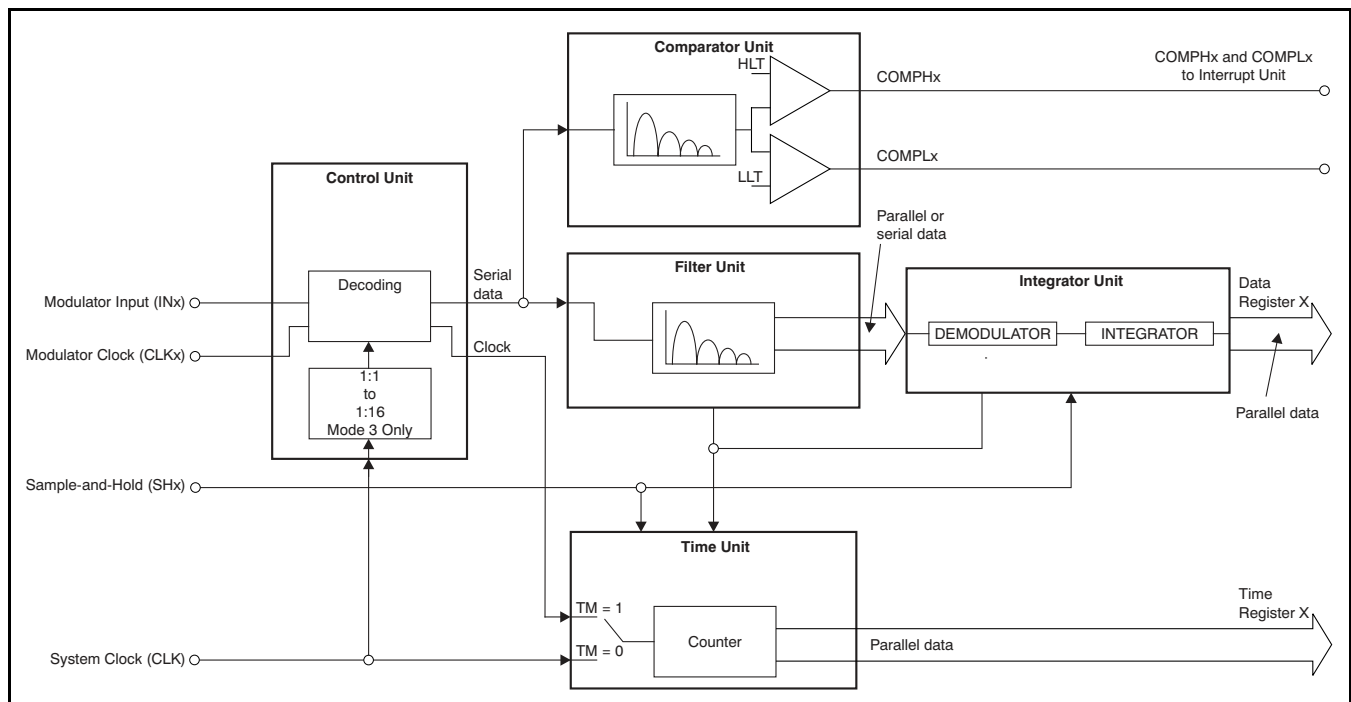 Comparator Unit
HLT
COMPHx
COMPHx and COMPLx
to Interrupt Unit
LLT
COMPLx
Control Unit
Decoding
Modulator Input (INx)
Modulator Clock (CLKx)
1:1
to
1:16
Mode 3 Only
Serial
data
Clock
Filter Unit
Parallel or
serial data
Integrator Unit
DEMODULATOR
INTEGRATOR
Data
Register X
Parallel data
Sample-and-Hold (SHx)
Time Unit
TM = 1
TM = 0
Counter
Parallel data
Time
Register X
System Clock (CLK)